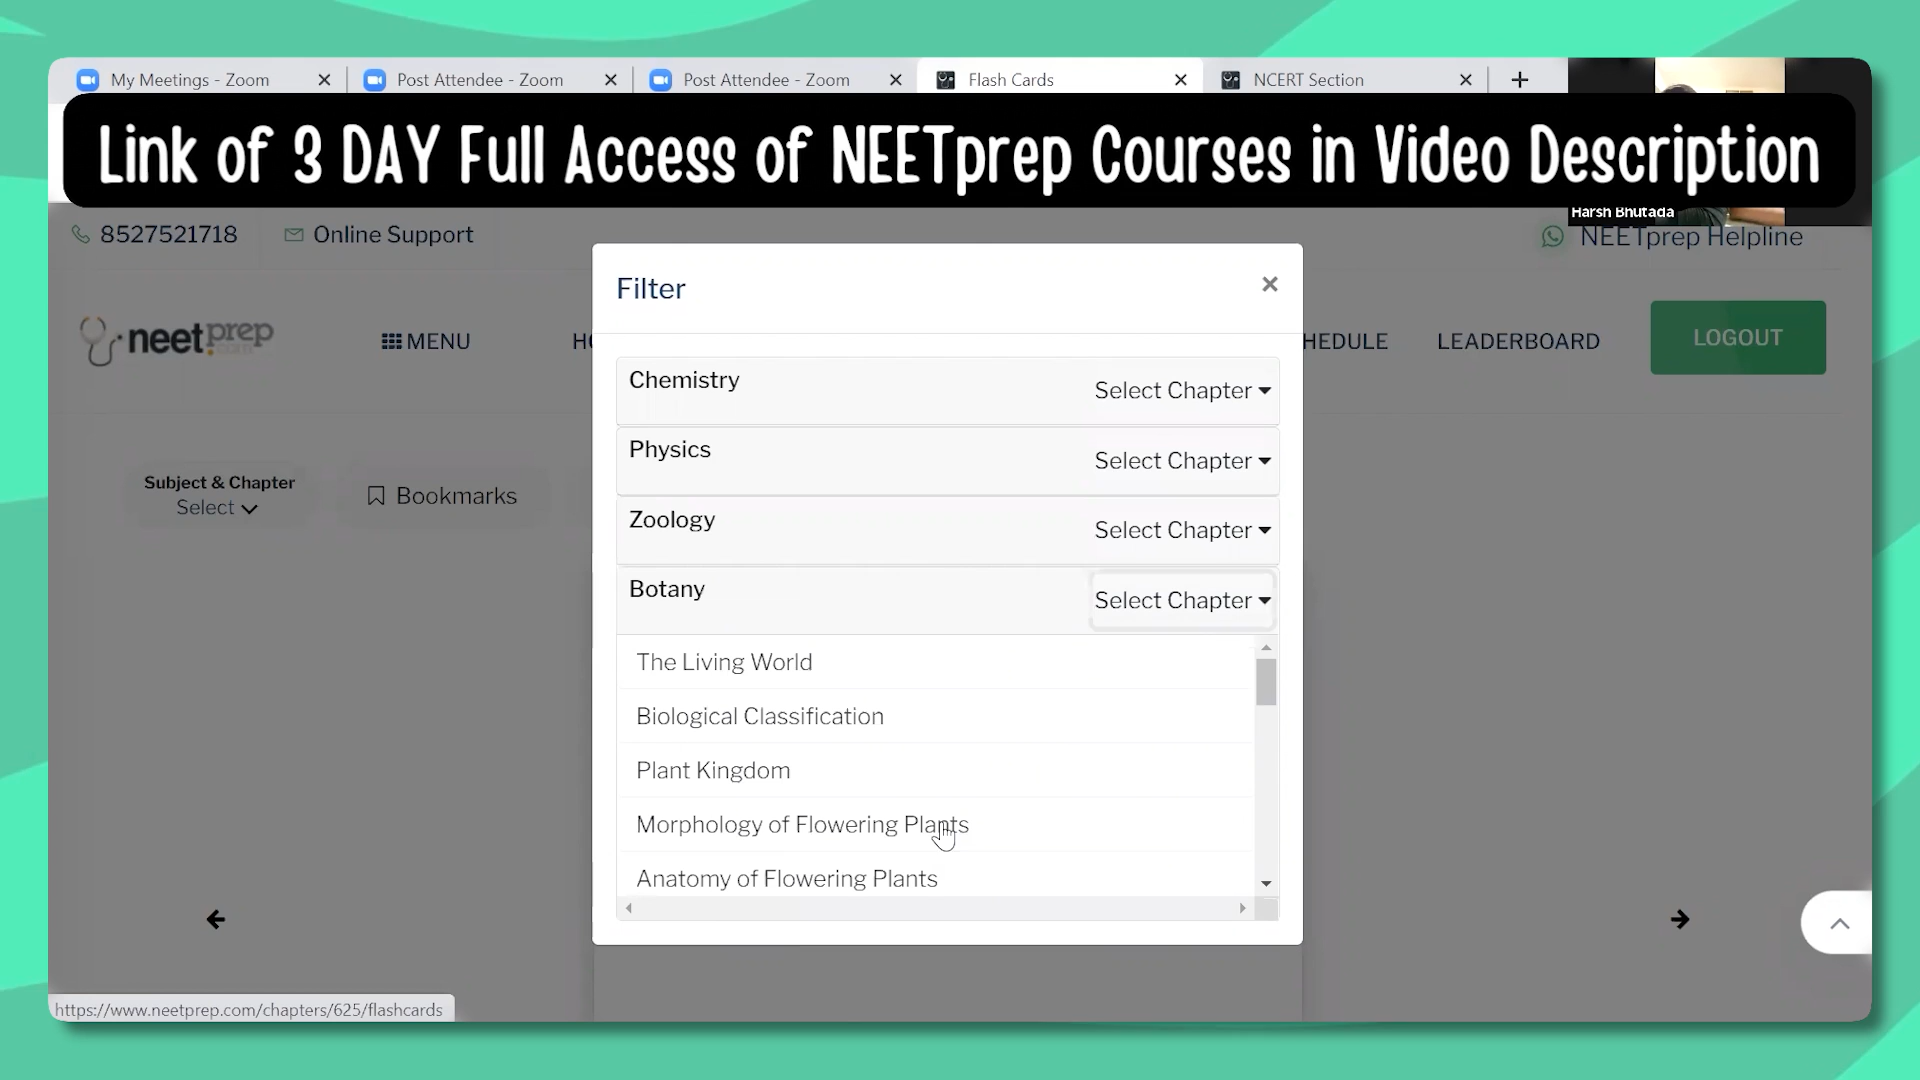 My Meetings - Zoom
Post Attendee - Zoom
Post Attendee - Zoom
Flash Cards
NCERT Section
Link of 3 DAY Full Access of NEETprep Courses in Video Description
Harsh Bhutada
8527521718
Online Support
NEETprep Helpline
neetprep
.com
MENU
HO
HEDULE
LEADERBOARD
LOGOUT
Subject & Chapter
Select
Bookmarks
Filter
Chemistry
Select Chapter
Physics
Select Chapter
Zoology
Select Chapter
Botany
Select Chapter
The Living World
Biological Classification
Plant Kingdom
Morphology of Flowering Plants
Anatomy of Flowering Plants
https://www.neetprep.com/chapters/625/flashcards